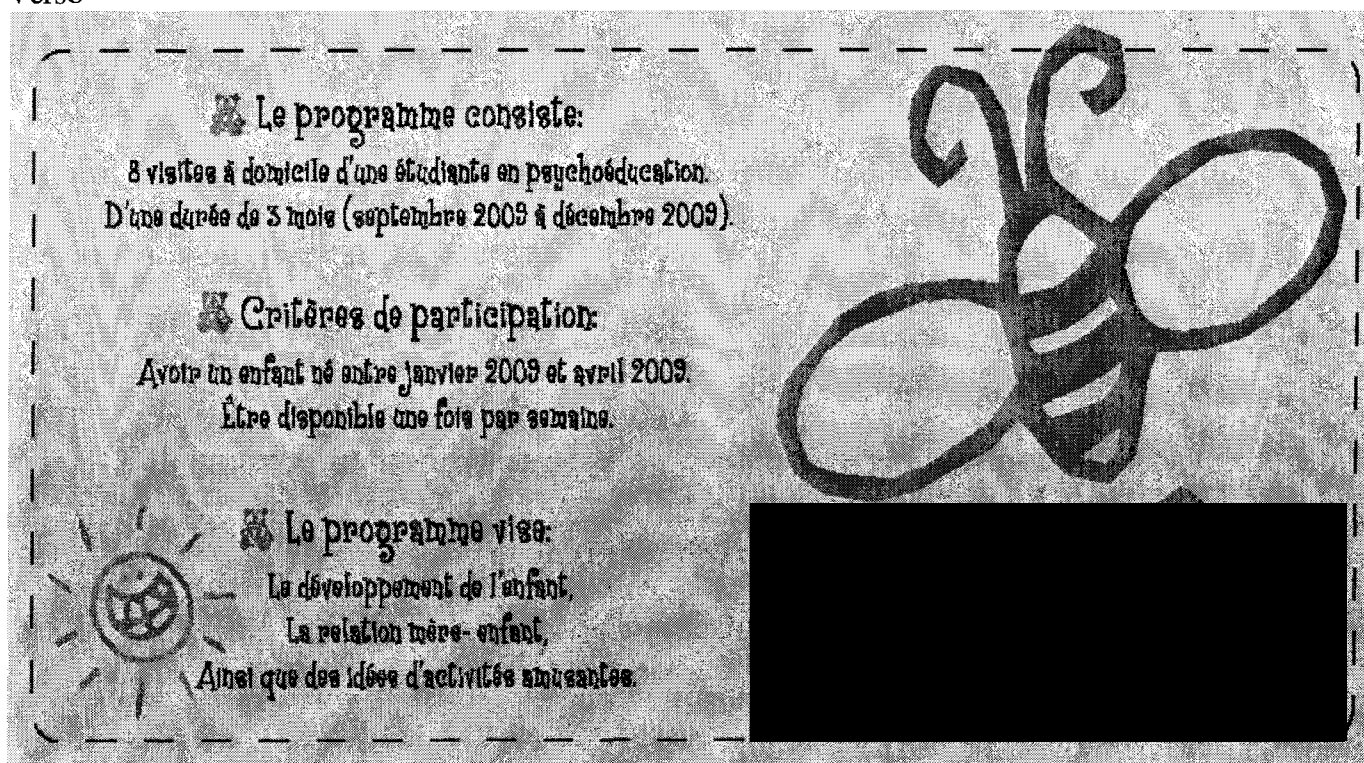 Verso
Le programme consiste:
8 visites à domicile d'une étudiante en psychoéducation.
D'une durée de 3 mois (septembre 2009 à décembre 2009).
Critères de participation:
Avoir un enfant né entre janvier 2009 et avril 2009.
Être disponible une fois par semaine.
Le programme vise:
Le développement de l'enfant,
La relation mère- enfant,
Ainsi que des idées d'activités amusantes.